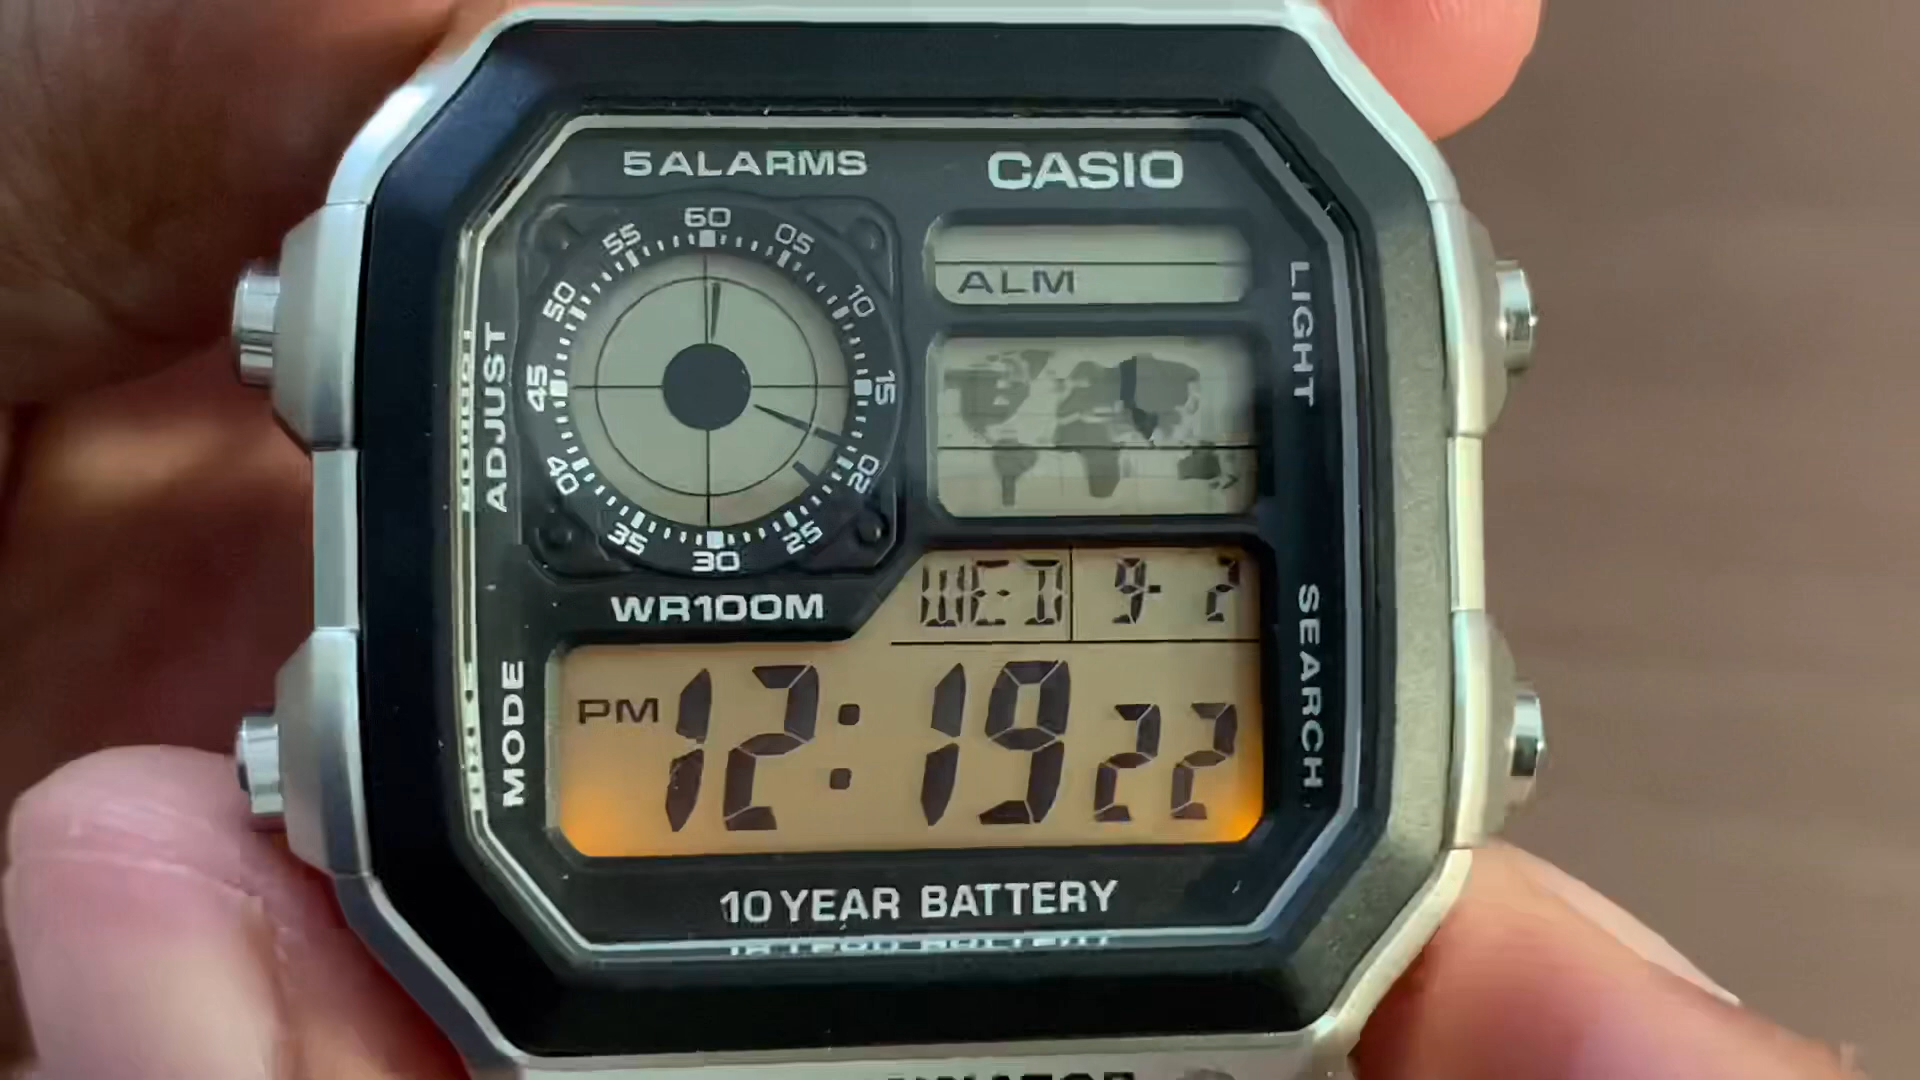 5 ALARMS
CASIO
60
55
05
50
10
45
15
40
20
35
25
30
ALM
ADJUST
LIGHT
WED 9-2
WR100M
MODE
SEARCH
PM 12:19 22
10 YEAR BATTERY